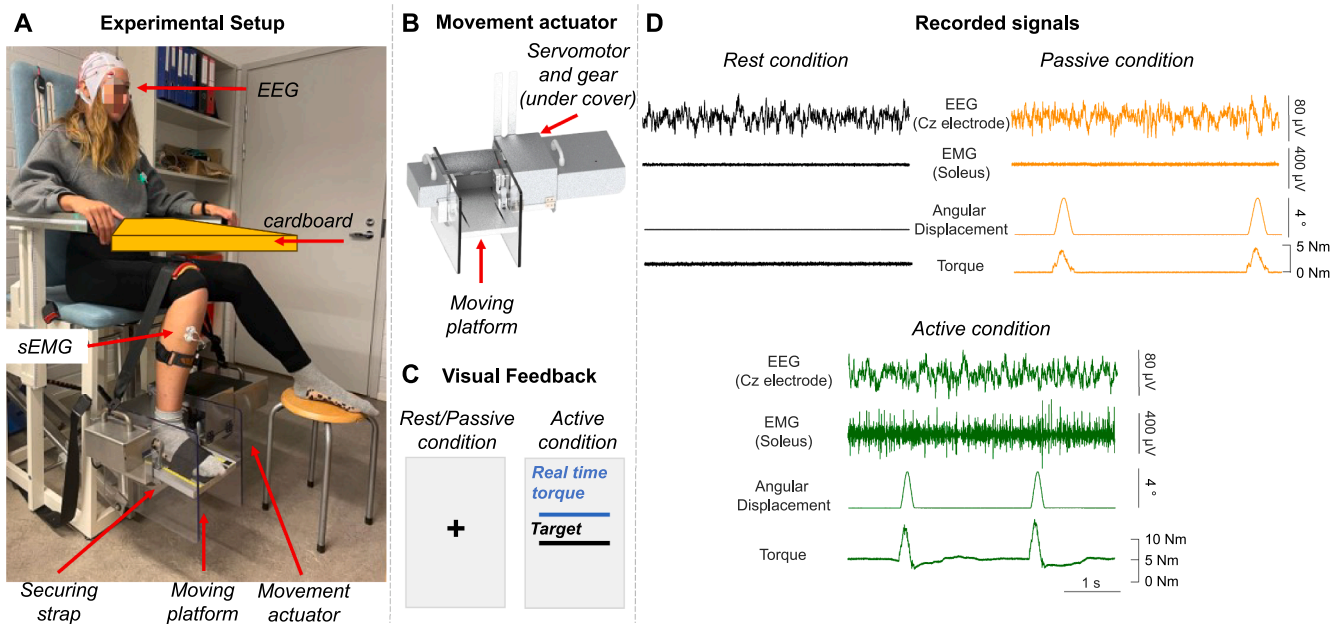 A Experimental Setup
EEG
cardboard
sEMG
Securing
strap
Moving
platform
Movement
actuator
B Movement actuator
Servomotor
and gear
(under cover)
Moving
platform
C Visual Feedback
Rest/Passive
condition
+
Active
condition
Real time
torque
Target
D Recorded signals
Rest condition
Passive condition
EEG
(Cz electrode)
80 µV
EMG
(Soleus)
400 µV
Angular
Displacement
4 °
Torque
5 Nm
0 Nm
Active condition
EEG
(Cz electrode)
80 µV
EMG
(Soleus)
400 µV
Angular
Displacement
4 °
Torque
10 Nm
5 Nm
0 Nm
1 s